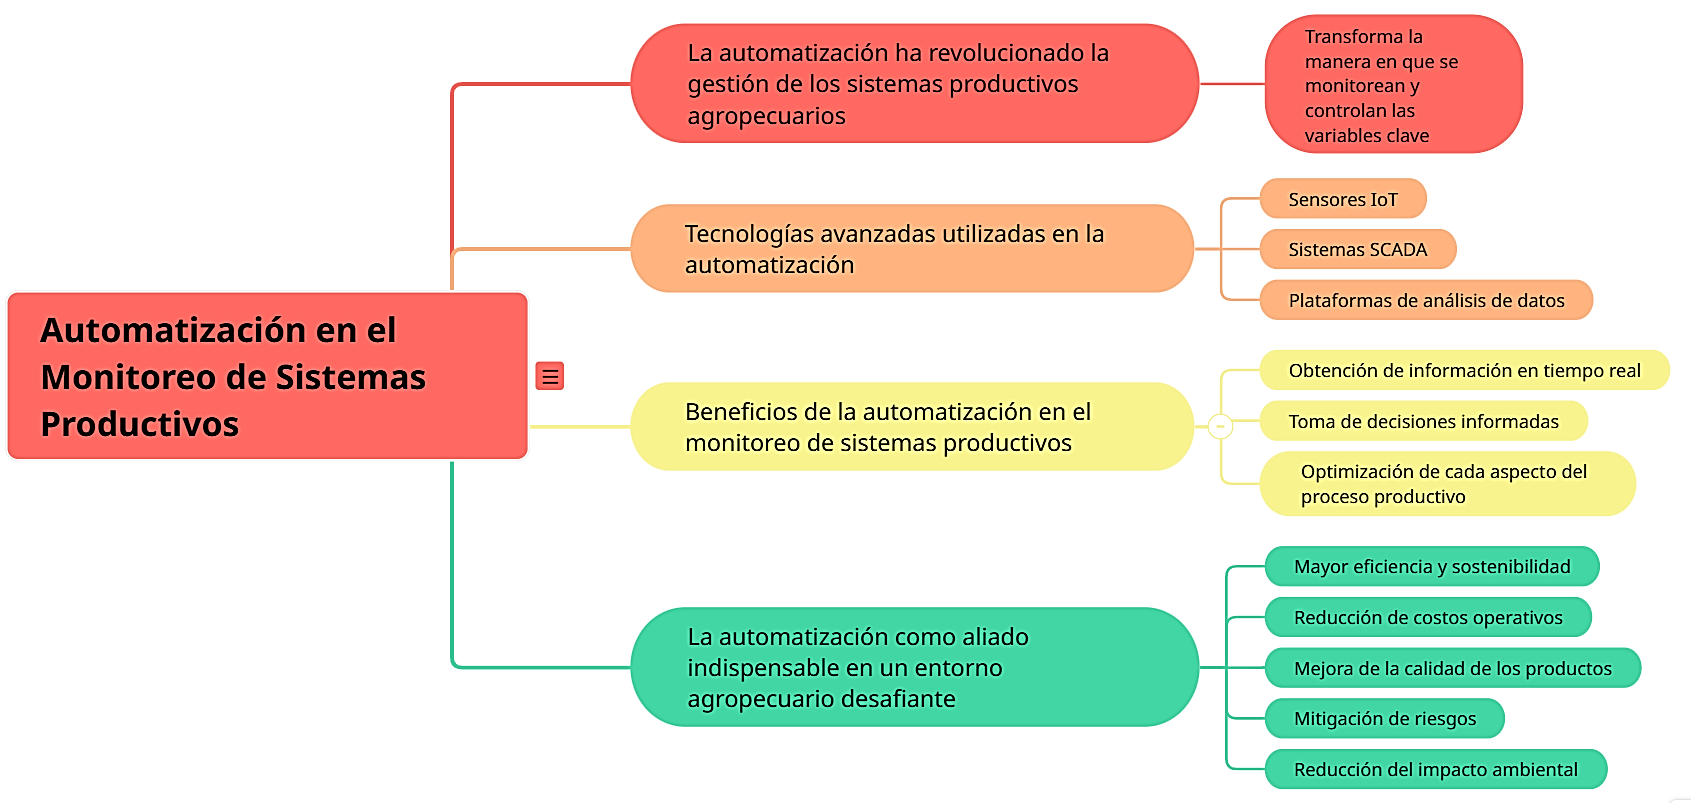 Automatización en el
Monitoreo de Sistemas
Productivos
La automatización ha revolucionado la
gestión de los sistemas productivos
agropecuarios
Transforma la
manera en que se
monitorean y
controlan las
variables clave
Tecnologías avanzadas utilizadas en la
automatización
Sensores IoT
Sistemas SCADA
Plataformas de análisis de datos
Beneficios de la automatización en el
monitoreo de sistemas productivos
Obtención de información en tiempo real
Toma de decisiones informadas
Optimización de cada aspecto del
proceso productivo
La automatización como aliado
indispensable en un entorno
agropecuario desafiante
Mayor eficiencia y sostenibilidad
Reducción de costos operativos
Mejora de la calidad de los productos
Mitigación de riesgos
Reducción del impacto ambiental